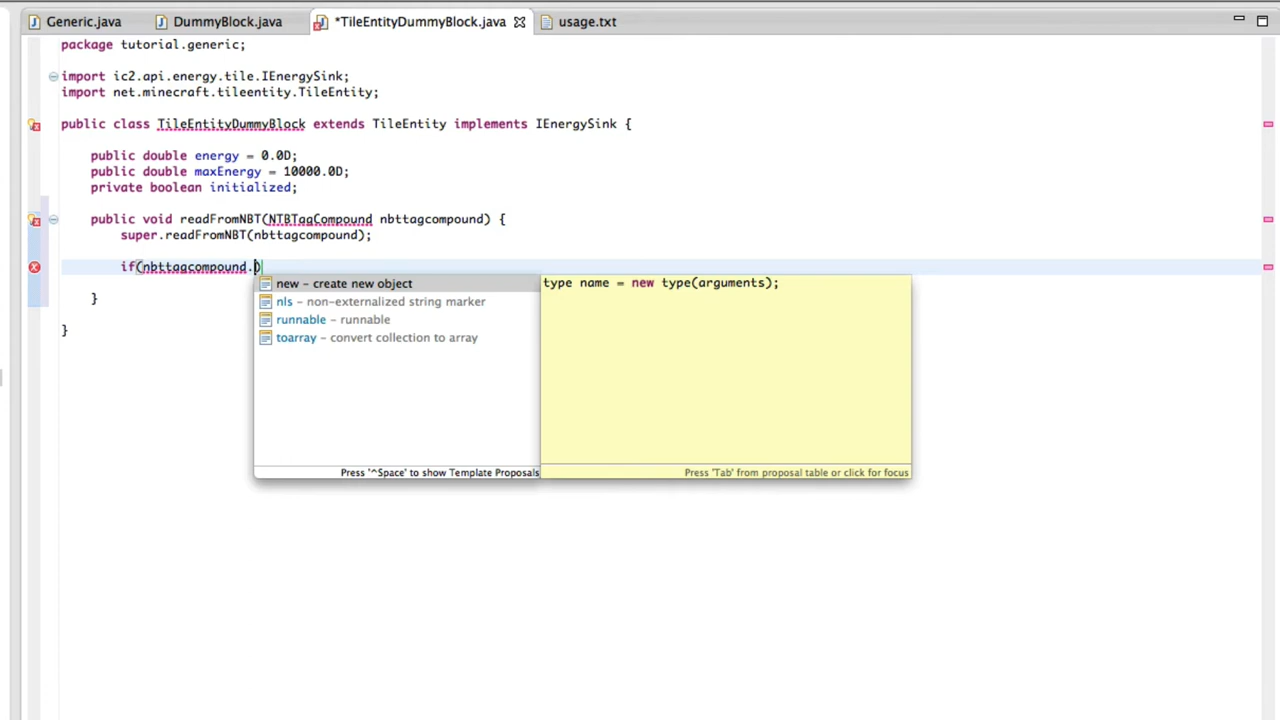 Generic.java DummyBlock.java *TileEntityDummyBlock.java usage.txt
package tutorial.generic;
import ic2.api.energy.tile.IEnergySink;
import net.minecraft.tileentity.TileEntity;
public class TileEntityDummyBlock extends TileEntity implements IEnergySink {
public double energy = 0.0D;
public double maxEnergy = 10000.0D;
private boolean initialized;
public void readFromNBT(NTBTagCompound nbttagcompound) {
super.readFromNBT(nbttagcompound);
if(nbttagcompound.)
new – create new object
nls – non-externalized string marker
runnable – runnable
toarray – convert collection to array
Press '^Space' to show Template Proposals
type name = new type(arguments);
Press 'Tab' from proposal table or click for focus
}
}